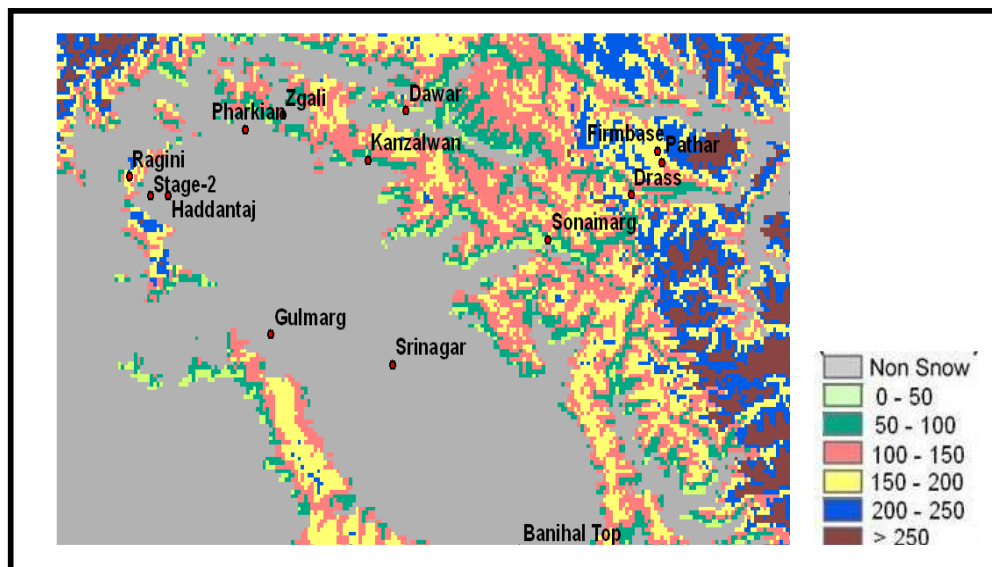 Zgali
Dawar
Pharkian
Firmbase
Kanzalwan
Pathar
Ragini
Stage-2
Drass
Haddantaj
Sonamarg
Gulmarg
Srinagar
Banihal Top
Non Snow
0 - 50
50 - 100
100 - 150
150 - 200
200 - 250
> 250